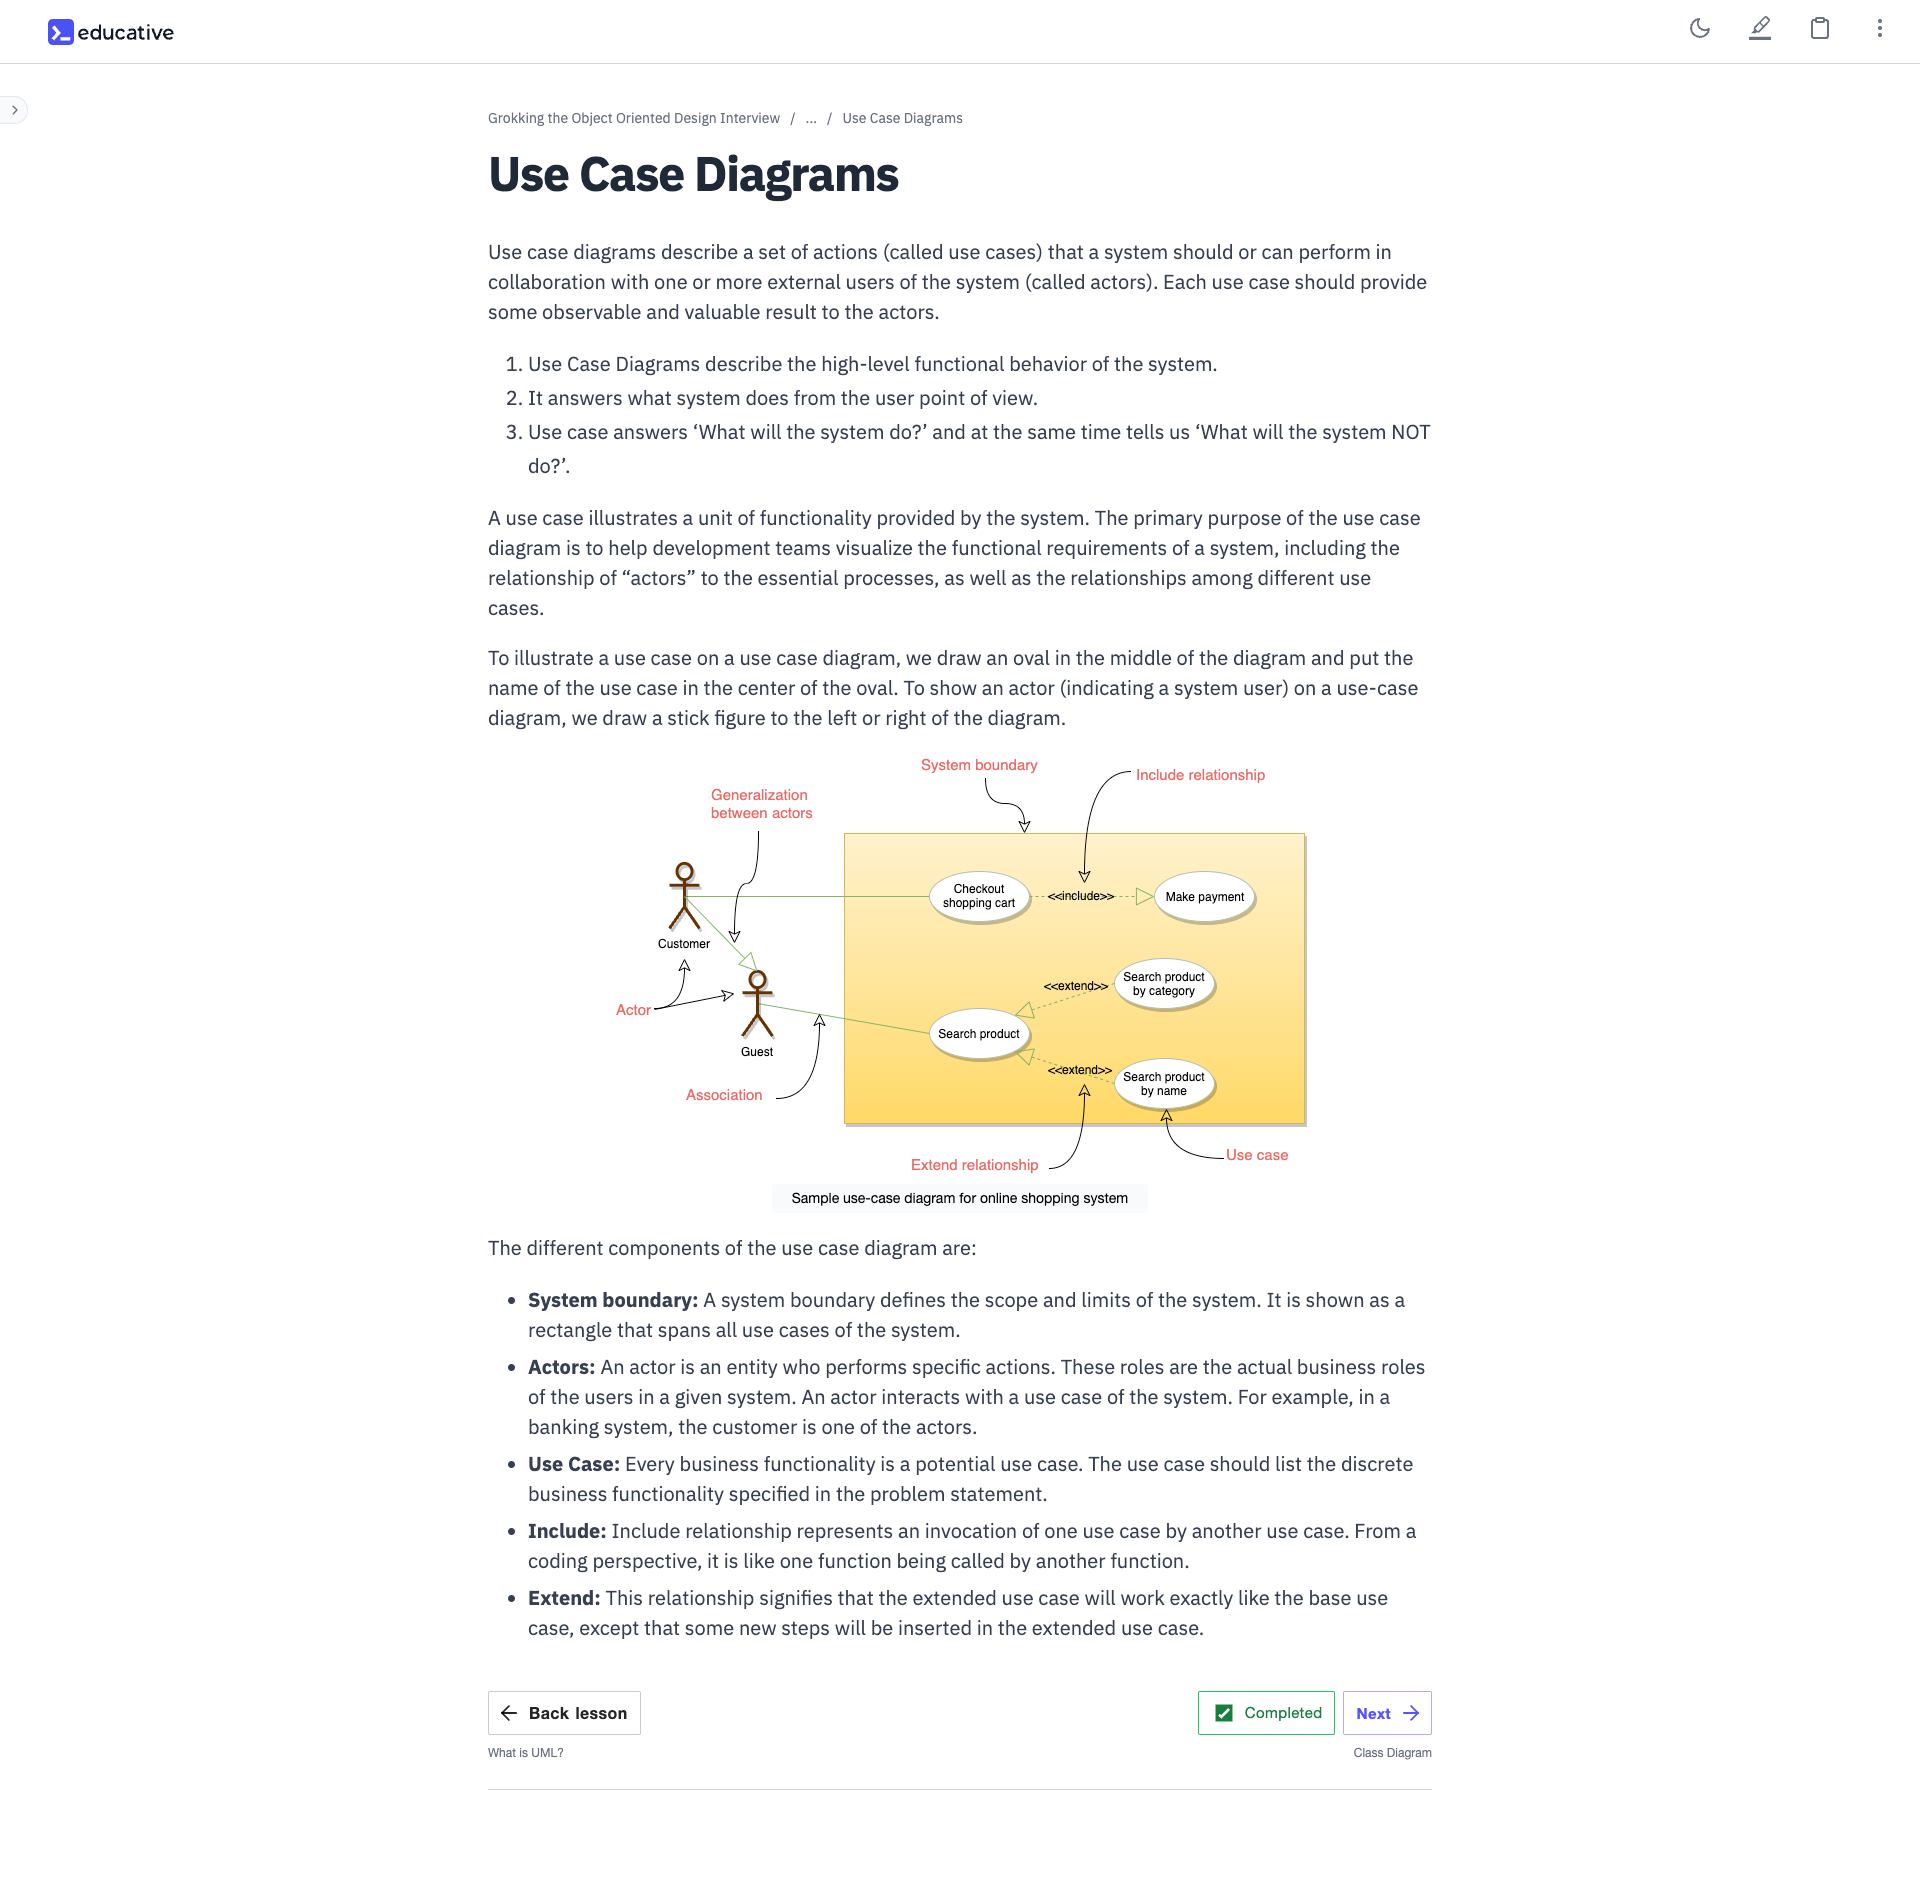 educative
Grokking the Object Oriented Design Interview / ... / Use Case Diagrams
Use Case Diagrams
Use case diagrams describe a set of actions (called use cases) that a system should or can perform in
collaboration with one or more external users of the system (called actors). Each use case should provide
some observable and valuable result to the actors.
1. Use Case Diagrams describe the high-level functional behavior of the system.
2. It answers what system does from the user point of view.
3. Use case answers ‘What will the system do?’ and at the same time tells us ‘What will the system NOT
do?’.
A use case illustrates a unit of functionality provided by the system. The primary purpose of the use case
diagram is to help development teams visualize the functional requirements of a system, including the
relationship of “actors” to the essential processes, as well as the relationships among different use
cases.
To illustrate a use case on a use case diagram, we draw an oval in the middle of the diagram and put the
name of the use case in the center of the oval. To show an actor (indicating a system user) on a use-case
diagram, we draw a stick figure to the left or right of the diagram.
System boundary
Include relationship
Generalization
between actors
Checkout
shopping cart
<<include>>
Make payment
Customer
Search product
by category
<<extend>>
Actor
Search product
Guest
<<extend>>
Search product
by name
Association
Use case
Extend relationship
Sample use-case diagram for online shopping system
The different components of the use case diagram are:
• System boundary: A system boundary defines the scope and limits of the system. It is shown as a
rectangle that spans all use cases of the system.
• Actors: An actor is an entity who performs specific actions. These roles are the actual business roles
of the users in a given system. An actor interacts with a use case of the system. For example, in a
banking system, the customer is one of the actors.
• Use Case: Every business functionality is a potential use case. The use case should list the discrete
business functionality specified in the problem statement.
• Include: Include relationship represents an invocation of one use case by another use case. From a
coding perspective, it is like one function being called by another function.
• Extend: This relationship signifies that the extended use case will work exactly like the base use
case, except that some new steps will be inserted in the extended use case.
Back lesson
Completed
Next
What is UML?
Class Diagram